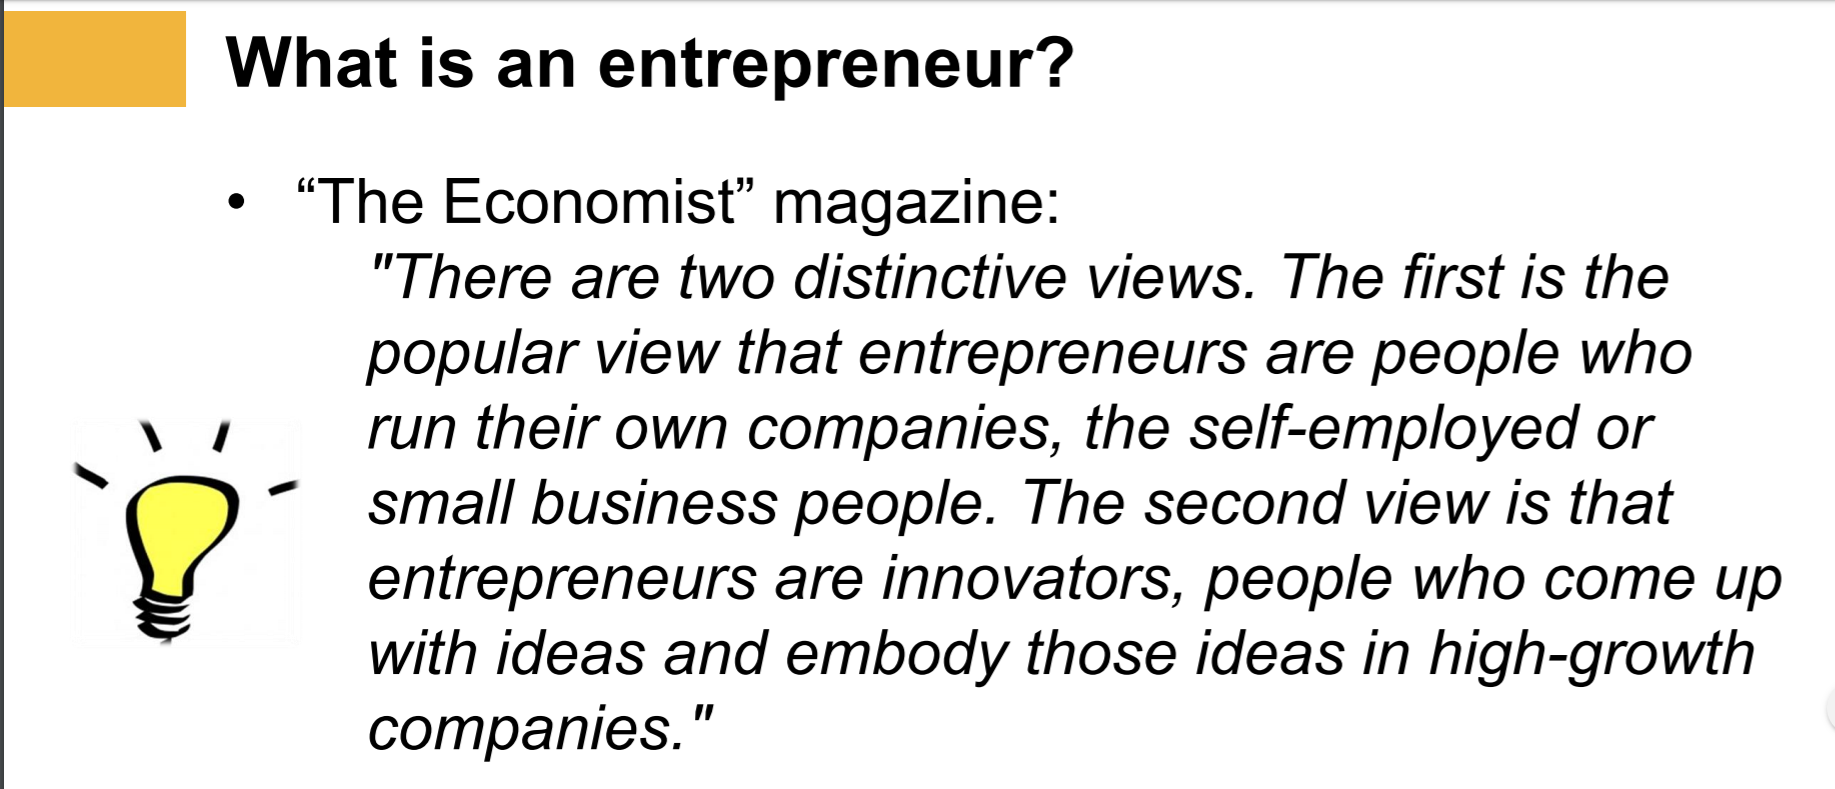 What is an entrepreneur?
• “The Economist” magazine:
"There are two distinctive views. The first is the
popular view that entrepreneurs are people who
run their own companies, the self-employed or
small business people. The second view is that
entrepreneurs are innovators, people who come up
with ideas and embody those ideas in high-growth
companies."